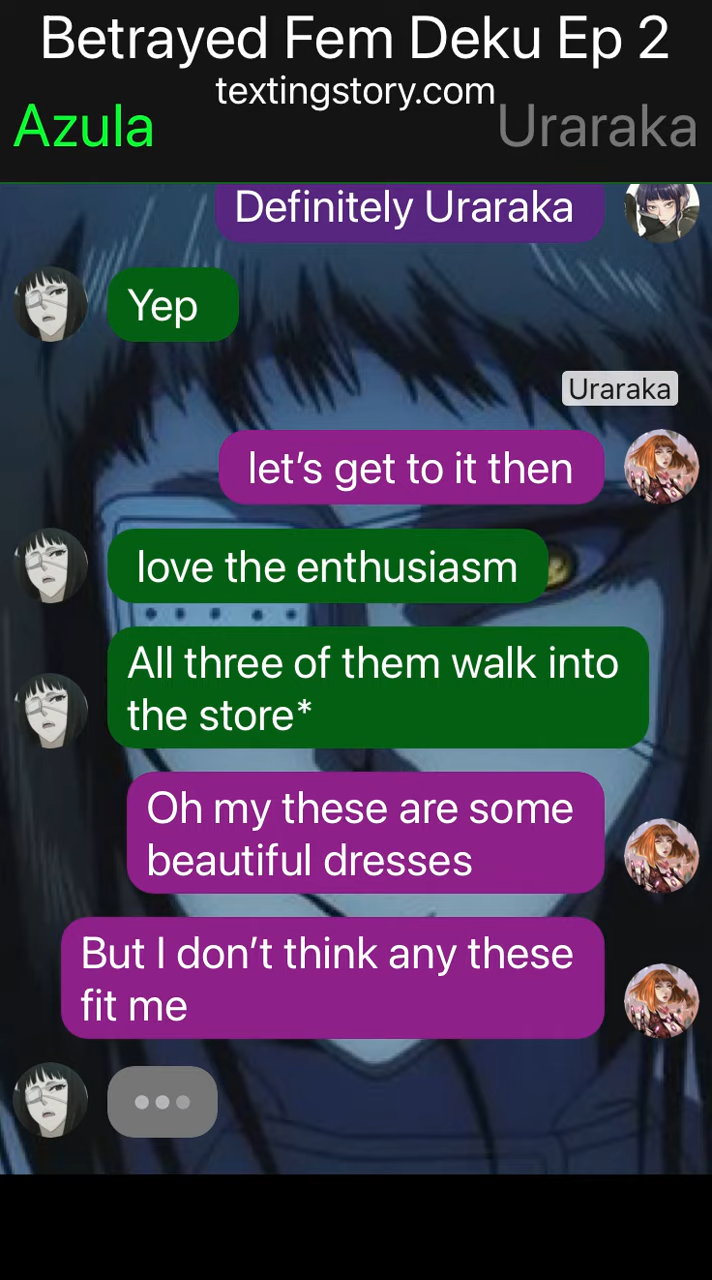 Betrayed Fem Deku Ep 2
textingstory.com
Azula
Uraraka
Definitely Uraraka
Yep
Uraraka
let’s get to it then
love the enthusiasm
All three of them walk into
the store*
Oh my these are some
beautiful dresses
But I don’t think any these
fit me